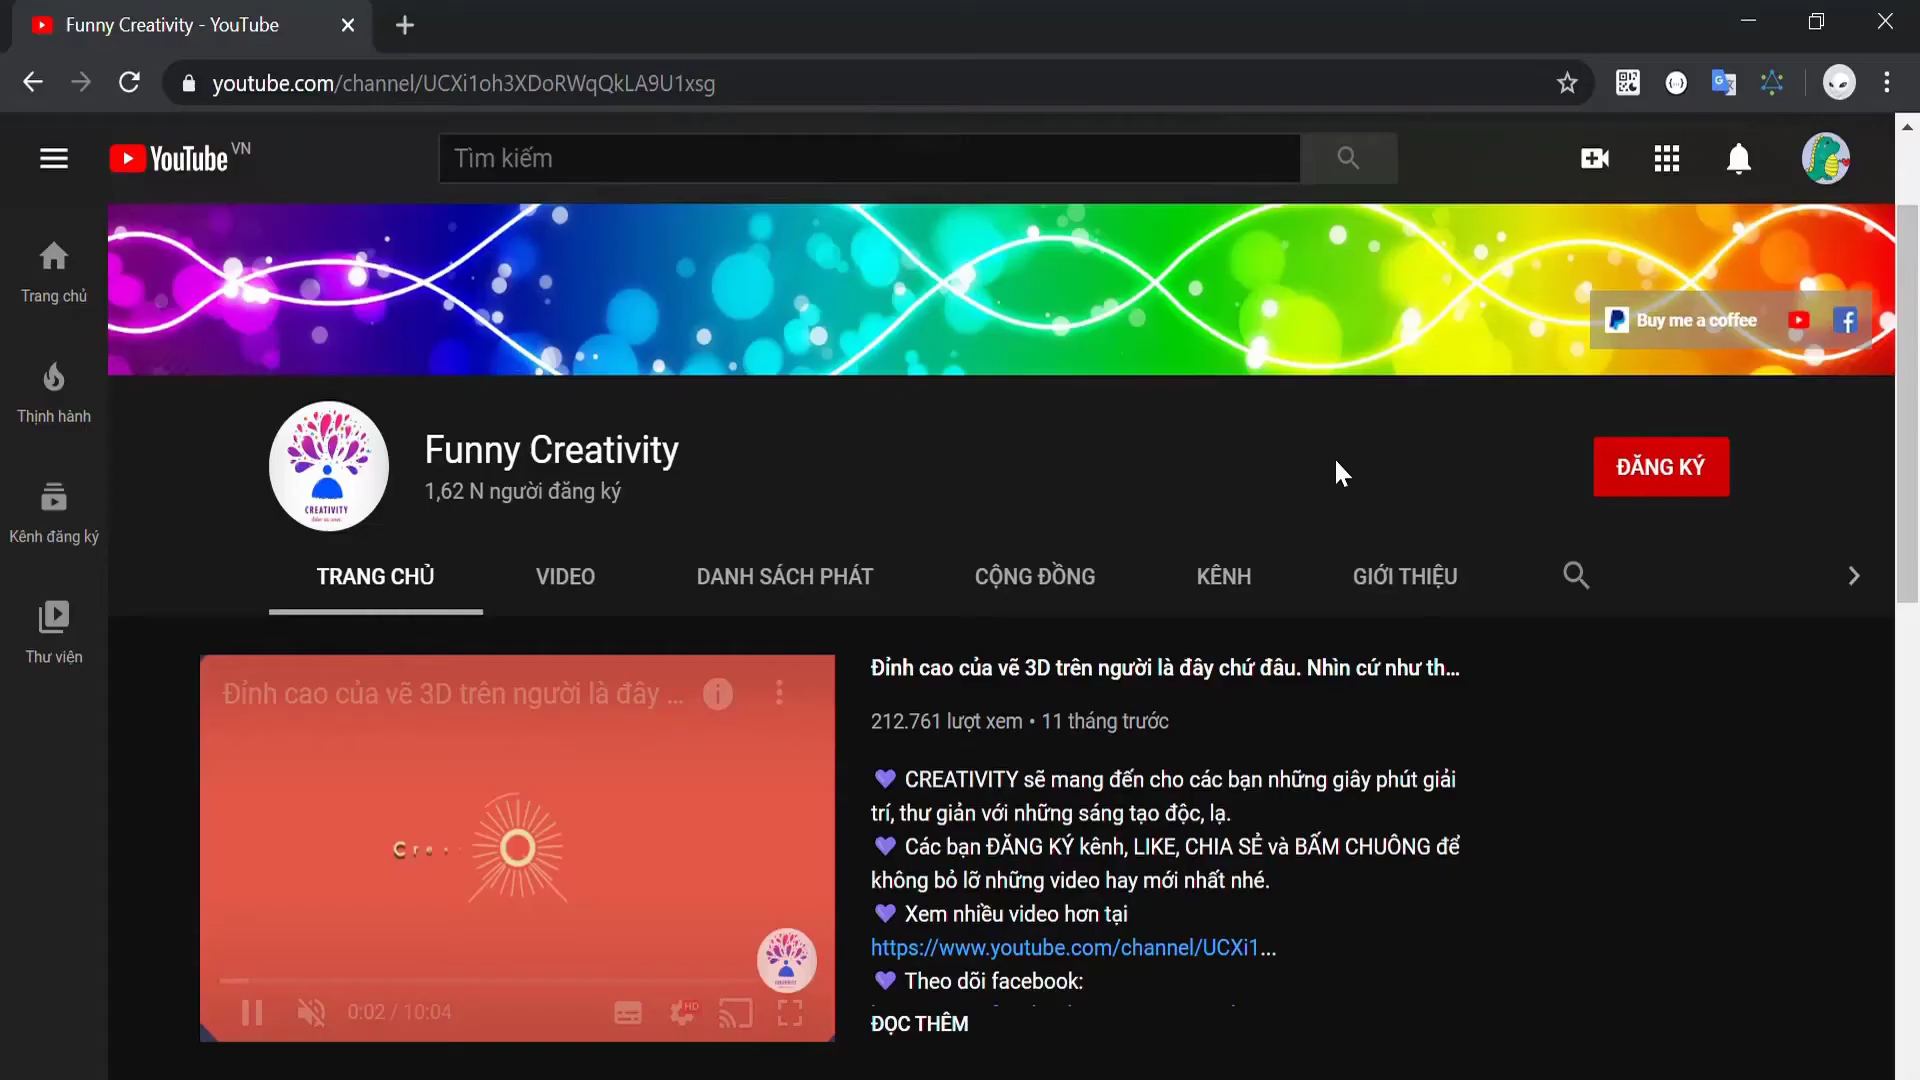 Funny Creativity - YouTube
youtube.com/channel/UCXi1oh3XDoRWqQkLA9U1xsg
YouTube VN
Tìm kiếm
Trang chủ
Thịnh hành
Kênh đăng ký
Thư viện
Buy me a coffee
CREATIVITY
Funny Creativity
1,62 N người đăng ký
ĐĂNG KÝ
TRANG CHỦ VIDEO DANH SÁCH PHÁT CỘNG ĐỒNG KÊNH GIỚI THIỆU
Đỉnh cao của vẽ 3D trên người là đây ...
Cre
HD
0:02 / 10:04
Đỉnh cao của vẽ 3D trên người là đây chứ đâu. Nhìn cứ như th...
212.761 lượt xem • 11 tháng trước
💜 CREATIVITY sẽ mang đến cho các bạn những giây phút giải
trí, thư giản với những sáng tạo độc, lạ.
💜 Các bạn ĐĂNG KÝ kênh, LIKE, CHIA SẺ và BẤM CHUÔNG để
không bỏ lỡ những video hay mới nhất nhé.
💜 Xem nhiều video hơn tại
https://www.youtube.com/channel/UCXi1...
💜 Theo dõi facebook:
ĐỌC THÊM